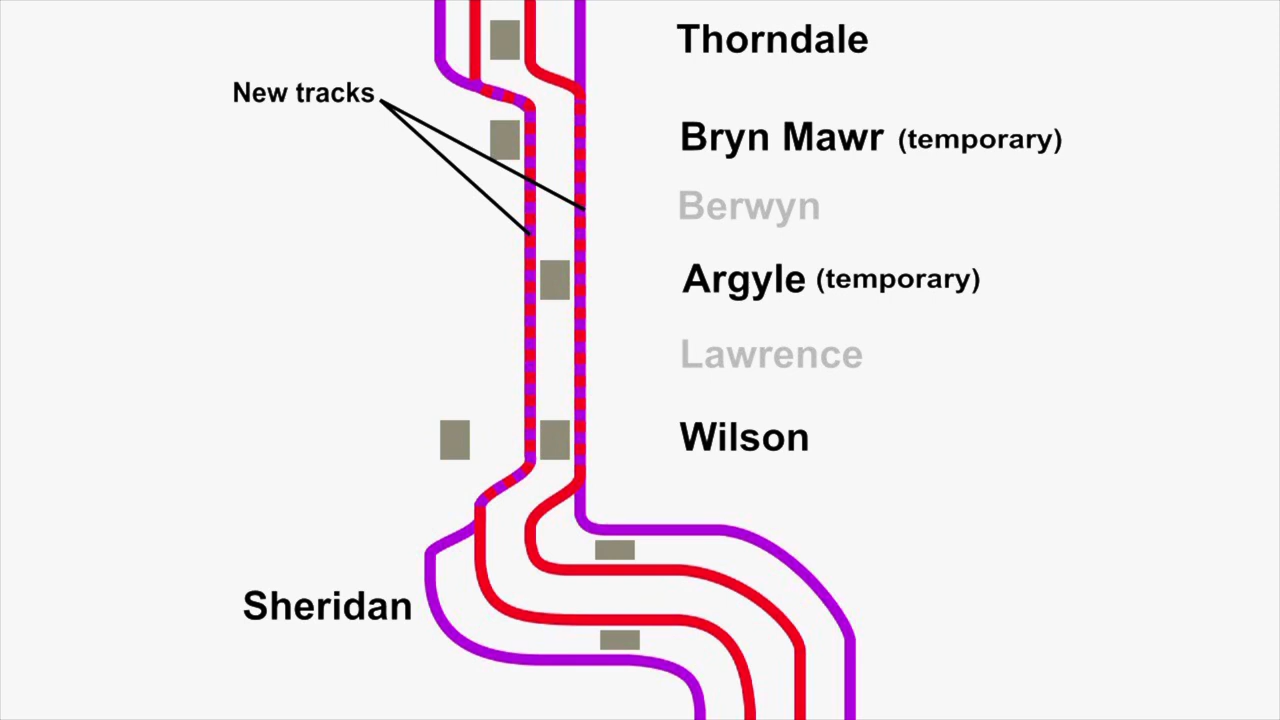 Thorndale
New tracks
Bryn Mawr (temporary)
Berwyn
Argyle (temporary)
Lawrence
Wilson
Sheridan